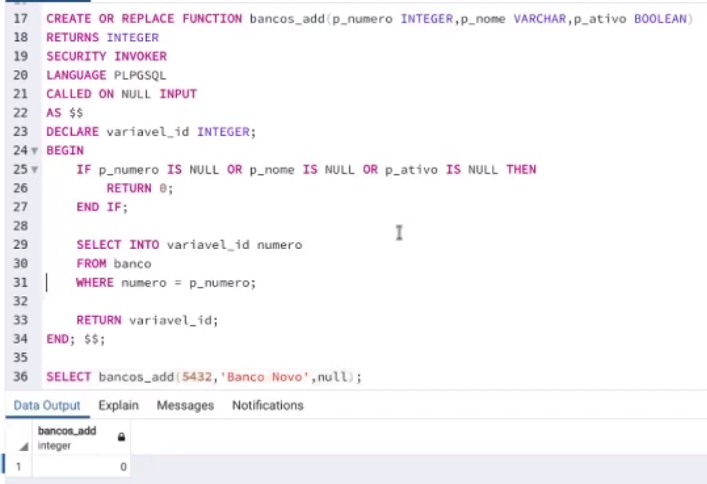 17 CREATE OR REPLACE FUNCTION bancos_add(p_numero INTEGER,p_nome VARCHAR,p_ativo BOOLEAN)
18 RETURNS INTEGER
19 SECURITY INVOKER
20 LANGUAGE PLPGSQL
21 CALLED ON NULL INPUT
22 AS $$
23 DECLARE variavel_id INTEGER;
24 BEGIN
25 IF p_numero IS NULL OR p_nome IS NULL OR p_ativo IS NULL THEN
26 RETURN 0;
27 END IF;
28
29 SELECT INTO variavel_id numero
30 FROM banco
31 WHERE numero = p_numero;
32
33 RETURN variavel_id;
34 END; $$;
35
36 SELECT bancos_add(5432,'Banco Novo',null);
Data Output Explain Messages Notifications
bancos_add
integer
1 0